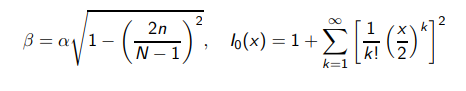 β = α√(1 − (2n / (N − 1))²), I₀(x) = 1 + ∑_{k=1}^{∞} [1/k! (x/2)^k]²